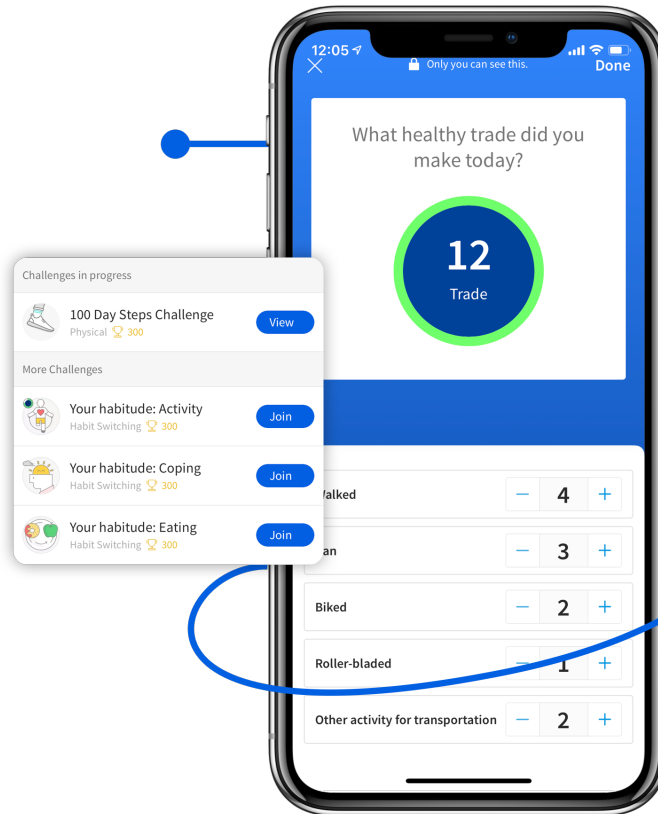 12:05
Only you can see this.
Done
What healthy trade did you
make today?
12
Trade
Challenges in progress
100 Day Steps Challenge
Physical 300
View
More Challenges
Your habitude: Activity
Habit Switching 300
Join
Your habitude: Coping
Habit Switching 300
Join
Your habitude: Eating
Habit Switching 300
Join
Walked
− 4 +
an
− 3 +
Biked
− 2 +
Roller-bladed
− 1 +
Other activity for transportation
− 2 +